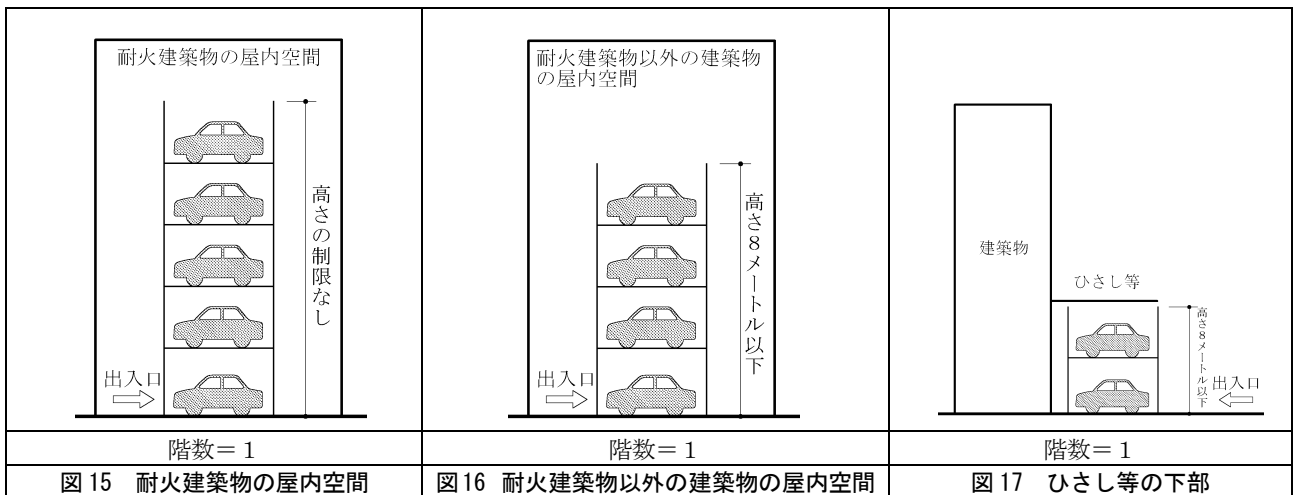 耐火建築物の屋内空間
高さの制限なし
出入口
階数＝１
図 15　耐火建築物の屋内空間
耐火建築物以外の建築物
の屋内空間
高さ８メートル以下
出入口
階数＝１
図16　耐火建築物以外の建築物の屋内空間
建築物
ひさし等
高さ８メートル以下
出入口
階数＝１
図 17　ひさし等の下部